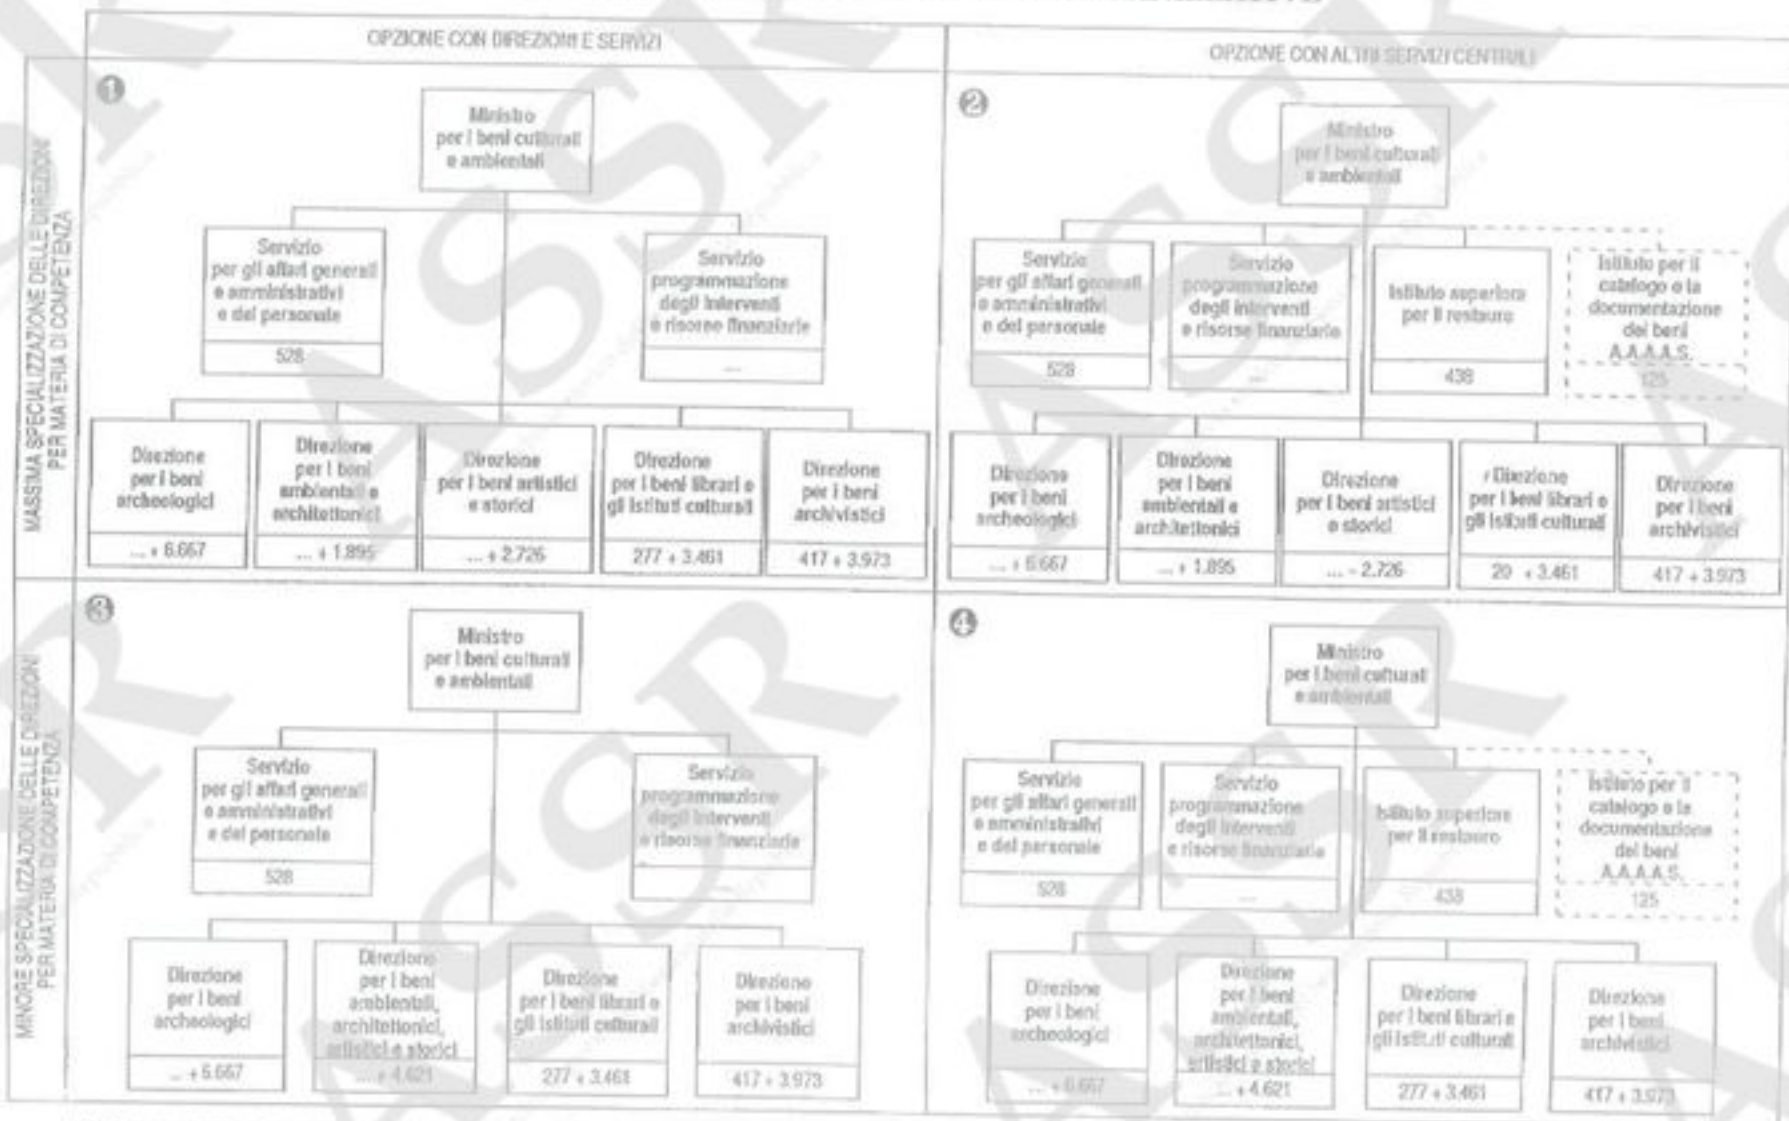 OPZIONE CON DIREZIONI E SERVIZI
OPZIONE CON ALTRI SERVIZI CENTRALI
MASSIMA SPECIALIZZAZIONE DELLE DIREZIONI
PER MATERIA DI COMPETENZA
1
Ministro
per i beni culturali
e ambientali
Servizio
per gli affari generali
e amministrativi
e del personale
528
Servizio
programmazione
degli interventi
e risorse finanziarie
...
Direzione
per i beni
archeologici
... + 6.667
Direzione
per i beni
ambientali e
architettonici
... + 1.895
Direzione
per i beni artistici
e storici
... + 2.726
Direzione
per i beni librari e
gli istituti culturali
277 + 3.461
Direzione
per i beni
archivistici
417 + 3.973
2
Ministro
per i beni culturali
e ambientali
Servizio
per gli affari generali
e amministrativi
e del personale
528
Servizio
programmazione
degli interventi
e risorse finanziarie
...
Istituto superiore
per il restauro
438
Istituto per il
catalogo e la
documentazione
dei beni
A.A.A.A.S.
125
Direzione
per i beni
archeologici
... + 6.667
Direzione
per i beni
ambientali e
architettonici
... + 1.895
Direzione
per i beni artistici
e storici
... - 2.726
Direzione
per i beni librari e
gli istituti culturali
+ 3.461
Direzione
per i beni
archivistici
417 + 3.973
MINORE SPECIALIZZAZIONE DELLE DIREZIONI
PER MATERIA DI COMPETENZA
3
Ministro
per i beni culturali
e ambientali
Servizio
per gli affari generali
e amministrativi
e del personale
528
Servizio
programmazione
degli interventi
e risorse finanziarie
Direzione
per i beni
archeologici
... + 6.667
Direzione
per i beni
ambientali,
architettonici,
artistici e storici
... + 4.621
Direzione
per i beni librari e
gli istituti culturali
277 + 3.461
Direzione
per i beni
archivistici
417 + 3.973
4
Ministro
per i beni culturali
e ambientali
Servizio
per gli affari generali
e amministrativi
e del personale
528
Servizio
programmazione
degli interventi
e risorse finanziarie
...
Istituto superiore
per il restauro
438
Istituto per il
catalogo e la
documentazione
dei beni
A.A.A.A.S.
125
Direzione
per i beni
archeologici
... + 6.667
Direzione
per i beni
ambientali,
architettonici,
artistici e storici
... + 4.621
Direzione
per i beni librari e
gli istituti culturali
277 + 3.461
Direzione
per i beni
archivistici
417 + 3.973
ASSR
ASSR
ASSR
ASSR